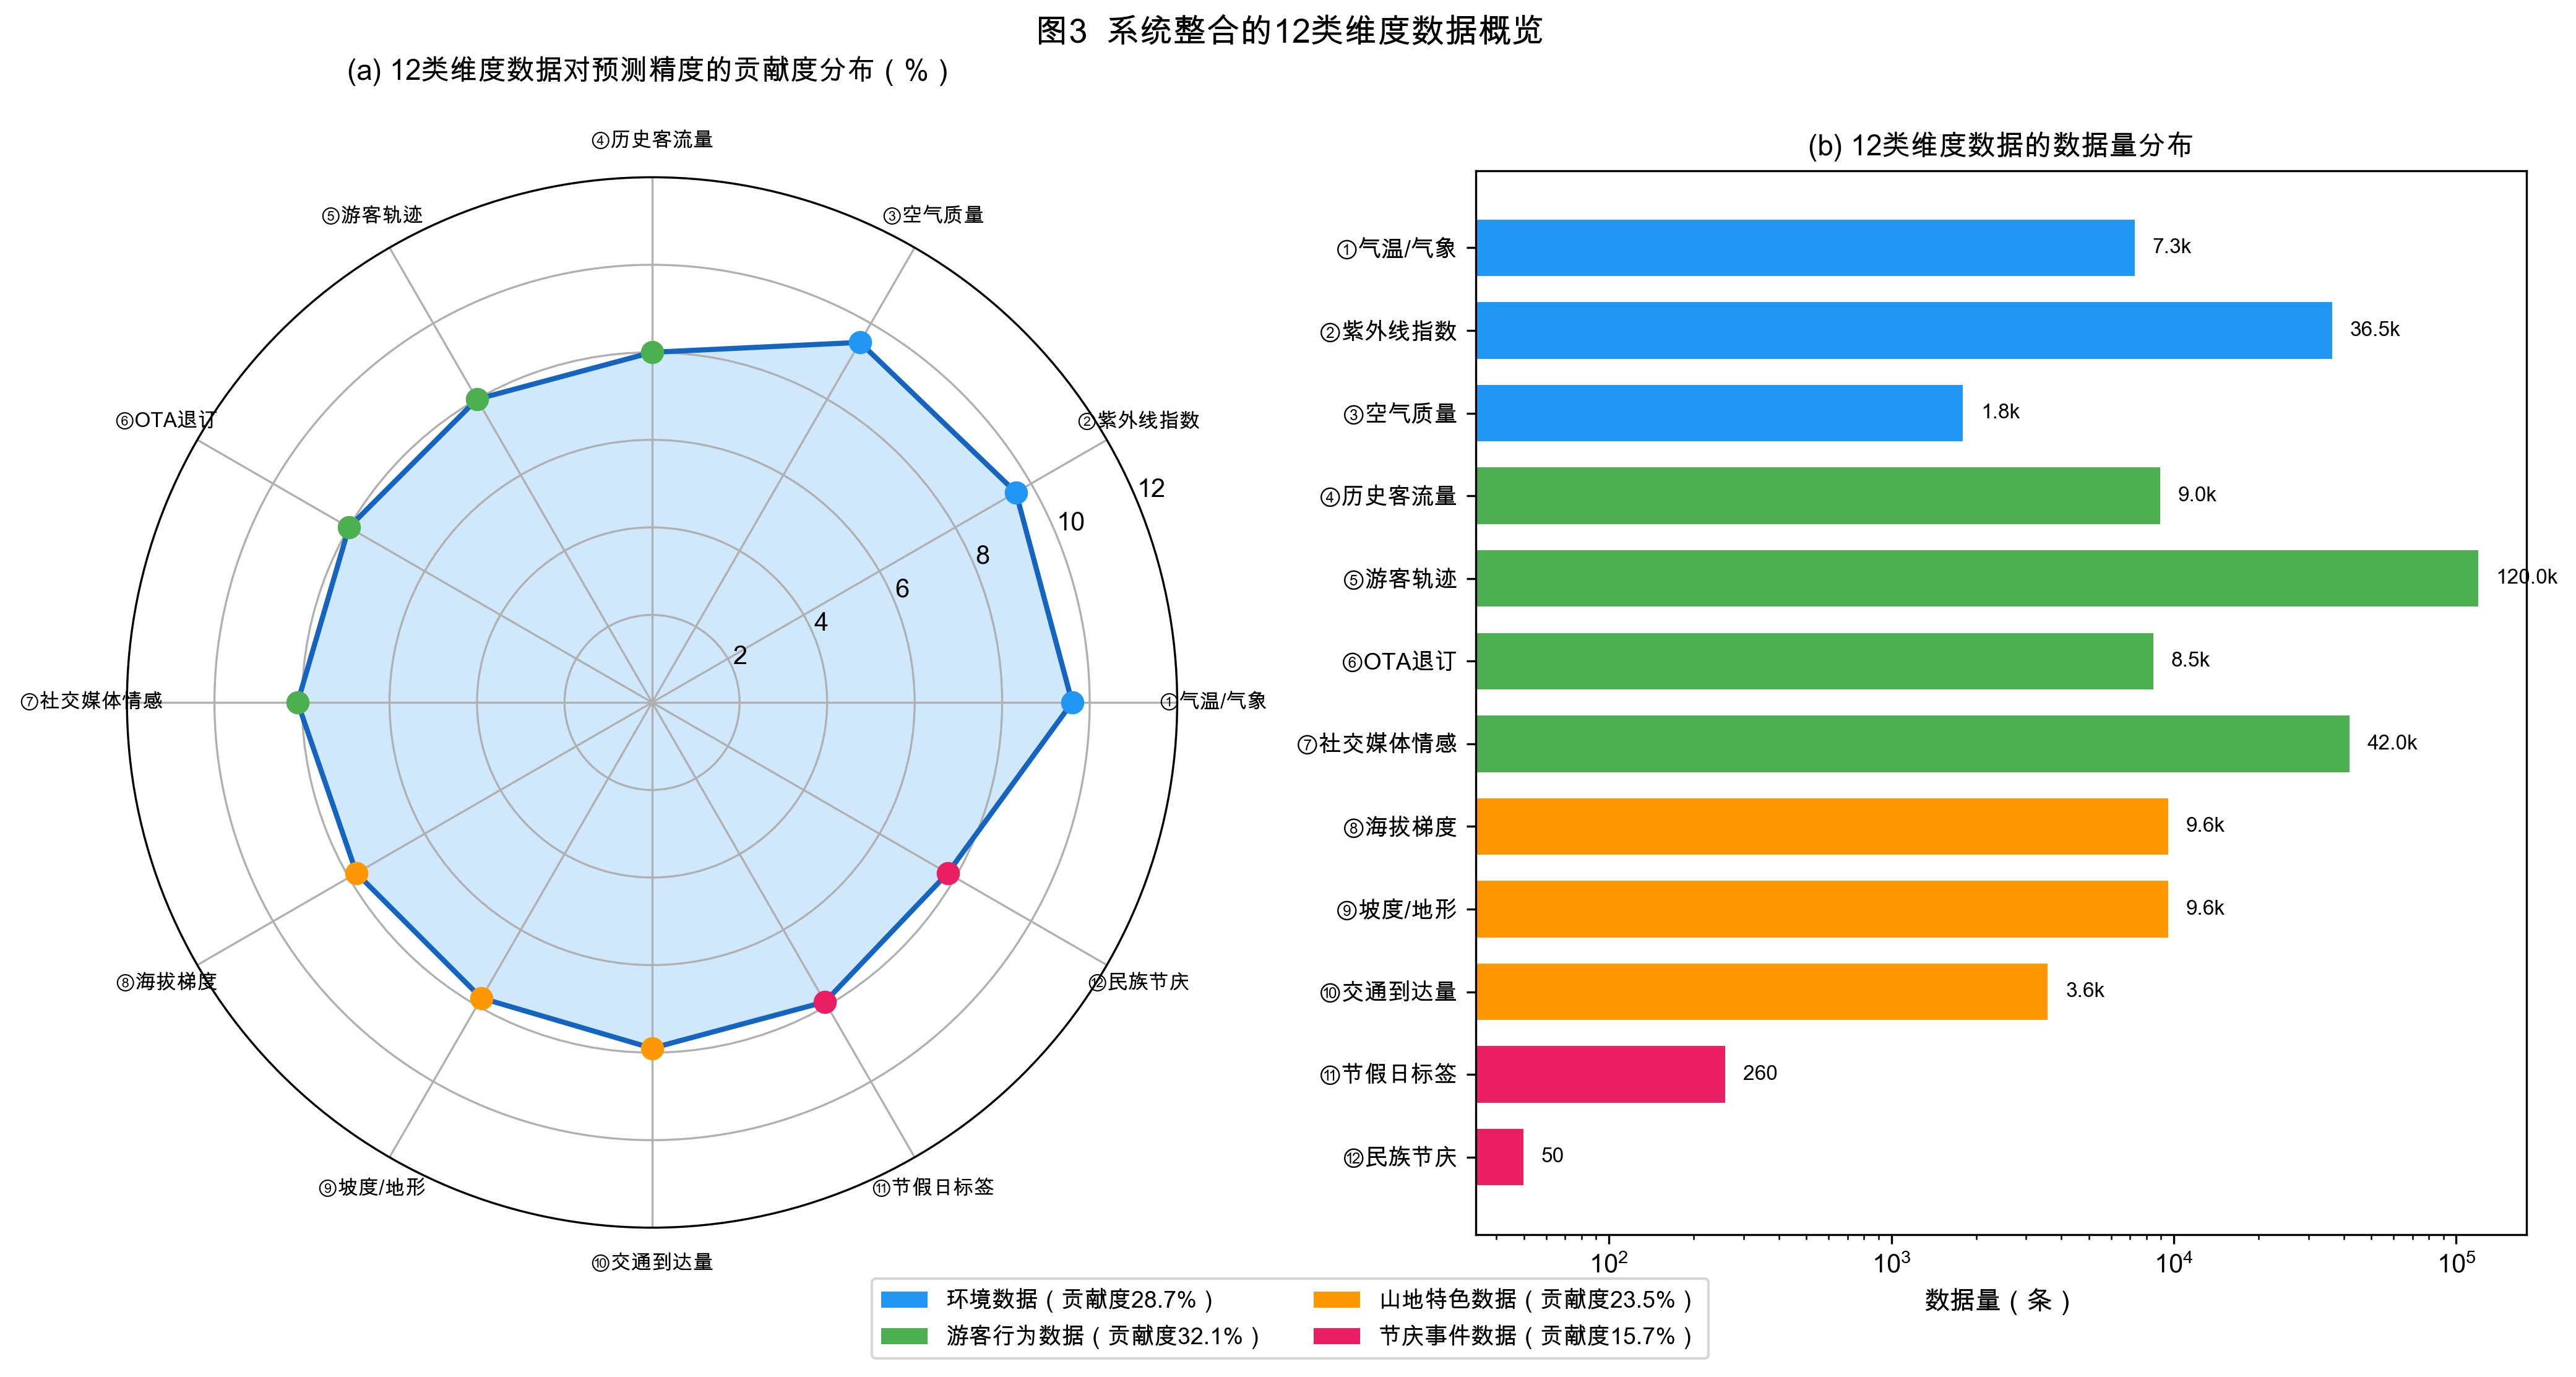 图3 系统整合的12类维度数据概览
(a) 12类维度数据对预测精度的贡献度分布（%）
④历史客流量
⑤游客轨迹
③空气质量
⑥OTA退订
②紫外线指数
12
10
8
6
4
2
⑦社交媒体情感
①气温/气象
⑧海拔梯度
⑫民族节庆
⑨坡度/地形
⑪节假日标签
⑩交通到达量
(b) 12类维度数据的数据量分布
①气温/气象 7.3k
②紫外线指数 36.5k
③空气质量 1.8k
④历史客流量 9.0k
⑤游客轨迹 120.0k
⑥OTA退订 8.5k
⑦社交媒体情感 42.0k
⑧海拔梯度 9.6k
⑨坡度/地形 9.6k
⑩交通到达量 3.6k
⑪节假日标签 260
⑫民族节庆 50
10² 10³ 10⁴ 10⁵
数据量（条）
环境数据（贡献度28.7%） 山地特色数据（贡献度23.5%）
游客行为数据（贡献度32.1%） 节庆事件数据（贡献度15.7%）